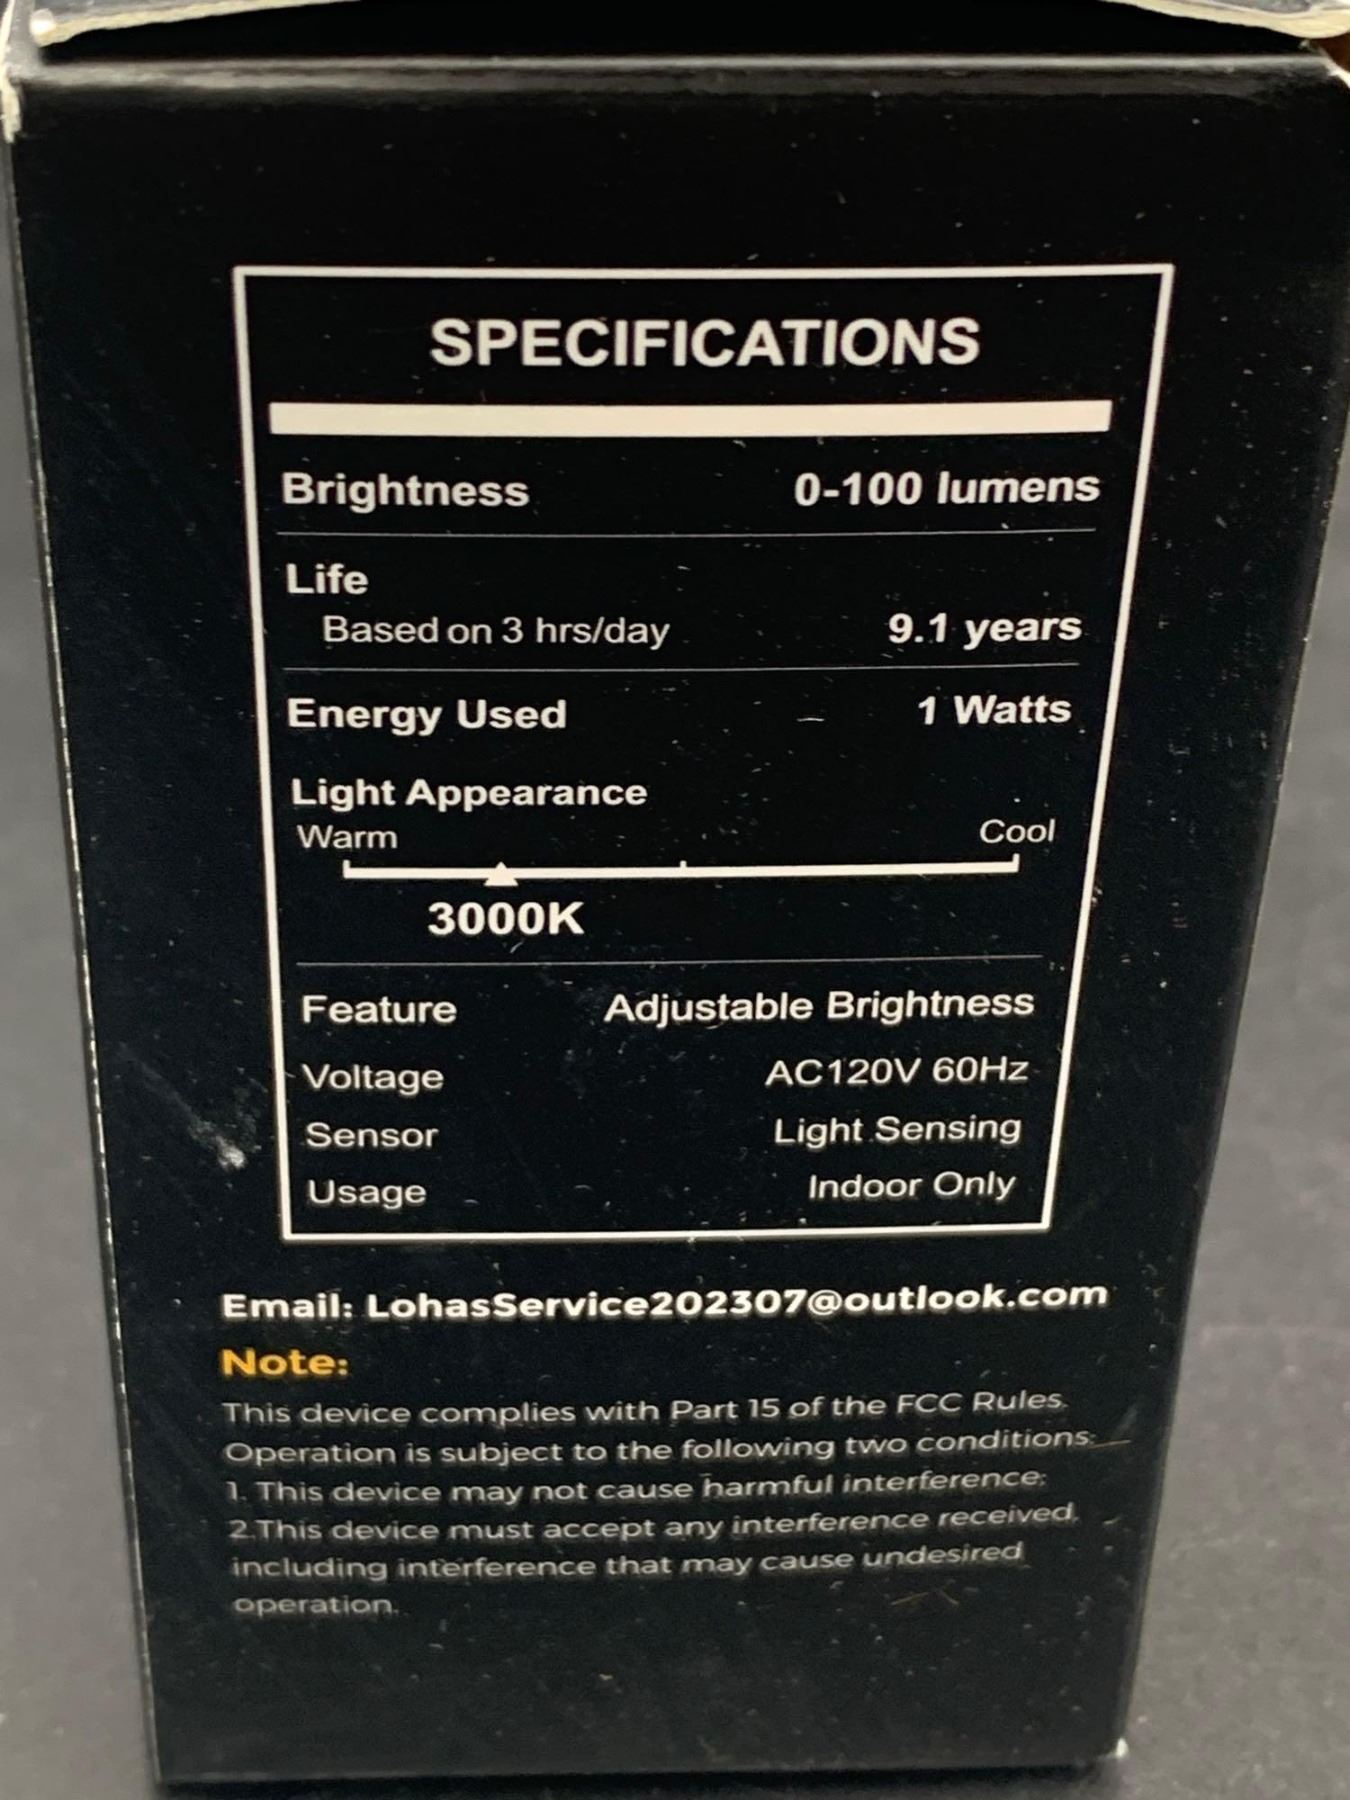 SPECIFICATIONS
Brightness 0-100 lumens
Life
Based on 3 hrs/day 9.1 years
Energy Used 1 Watts
Light Appearance
Warm Cool
3000K
Feature Adjustable Brightness
Voltage AC120V 60Hz
Sensor Light Sensing
Usage Indoor Only
Email: LohasService202307@outlook.com
Note:
This device complies with Part 15 of the FCC Rules.
Operation is subject to the following two conditions:
1. This device may not cause harmful interference;
2.This device must accept any interference received,
including interference that may cause undesired
operation.